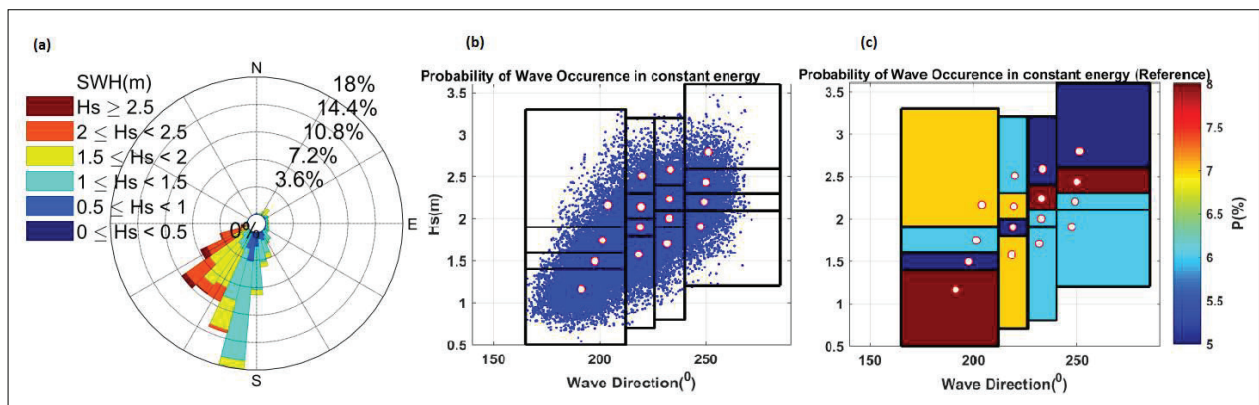 (a)
SWH(m)
Hs ≥ 2.5
2 ≤ Hs < 2.5
1.5 ≤ Hs < 2
1 ≤ Hs < 1.5
0.5 ≤ Hs < 1
0 ≤ Hs < 0.5
N
18%
14.4%
10.8%
7.2%
3.6%
0%
E
S
(b)
Probability of Wave Occurence in constant energy
Hs(m)
3.5
3
2.5
2
1.5
1
0.5
150
200
250
Wave Direction(⁰)
(c)
Probability of Wave Occurence in constant energy (Reference)
3.5
3
2.5
2
1.5
1
0.5
150
200
250
Wave Direction(⁰)
8
7.5
7
6.5
6
5.5
5
P(%)